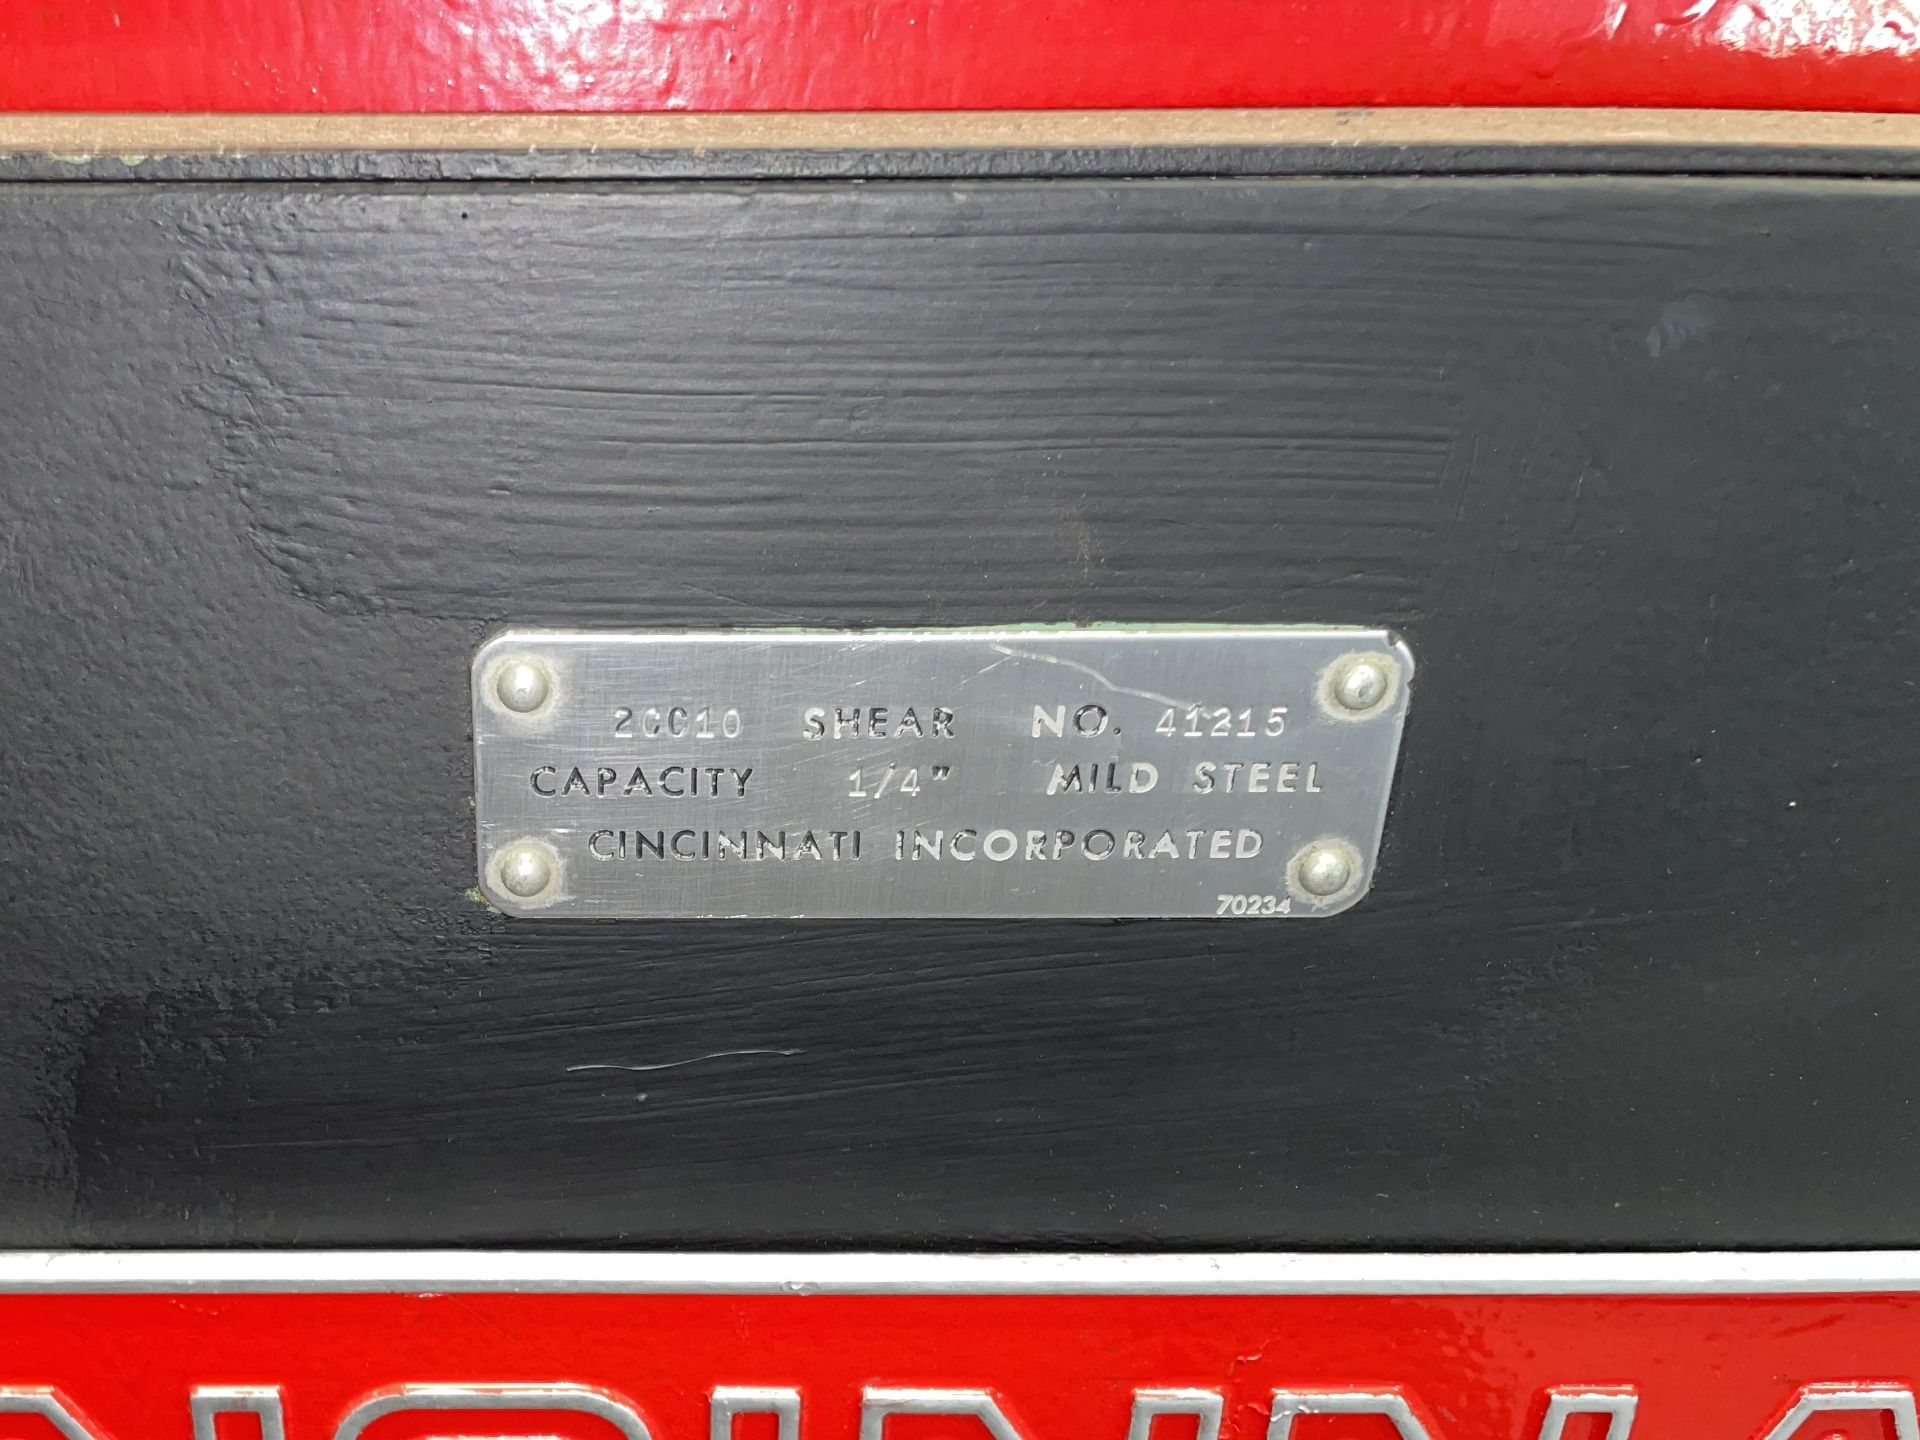 20010 SHEAR NO. 41215
CAPACITY 1/4" MILD STEEL
CINCINNATI INCORPORATED
70234